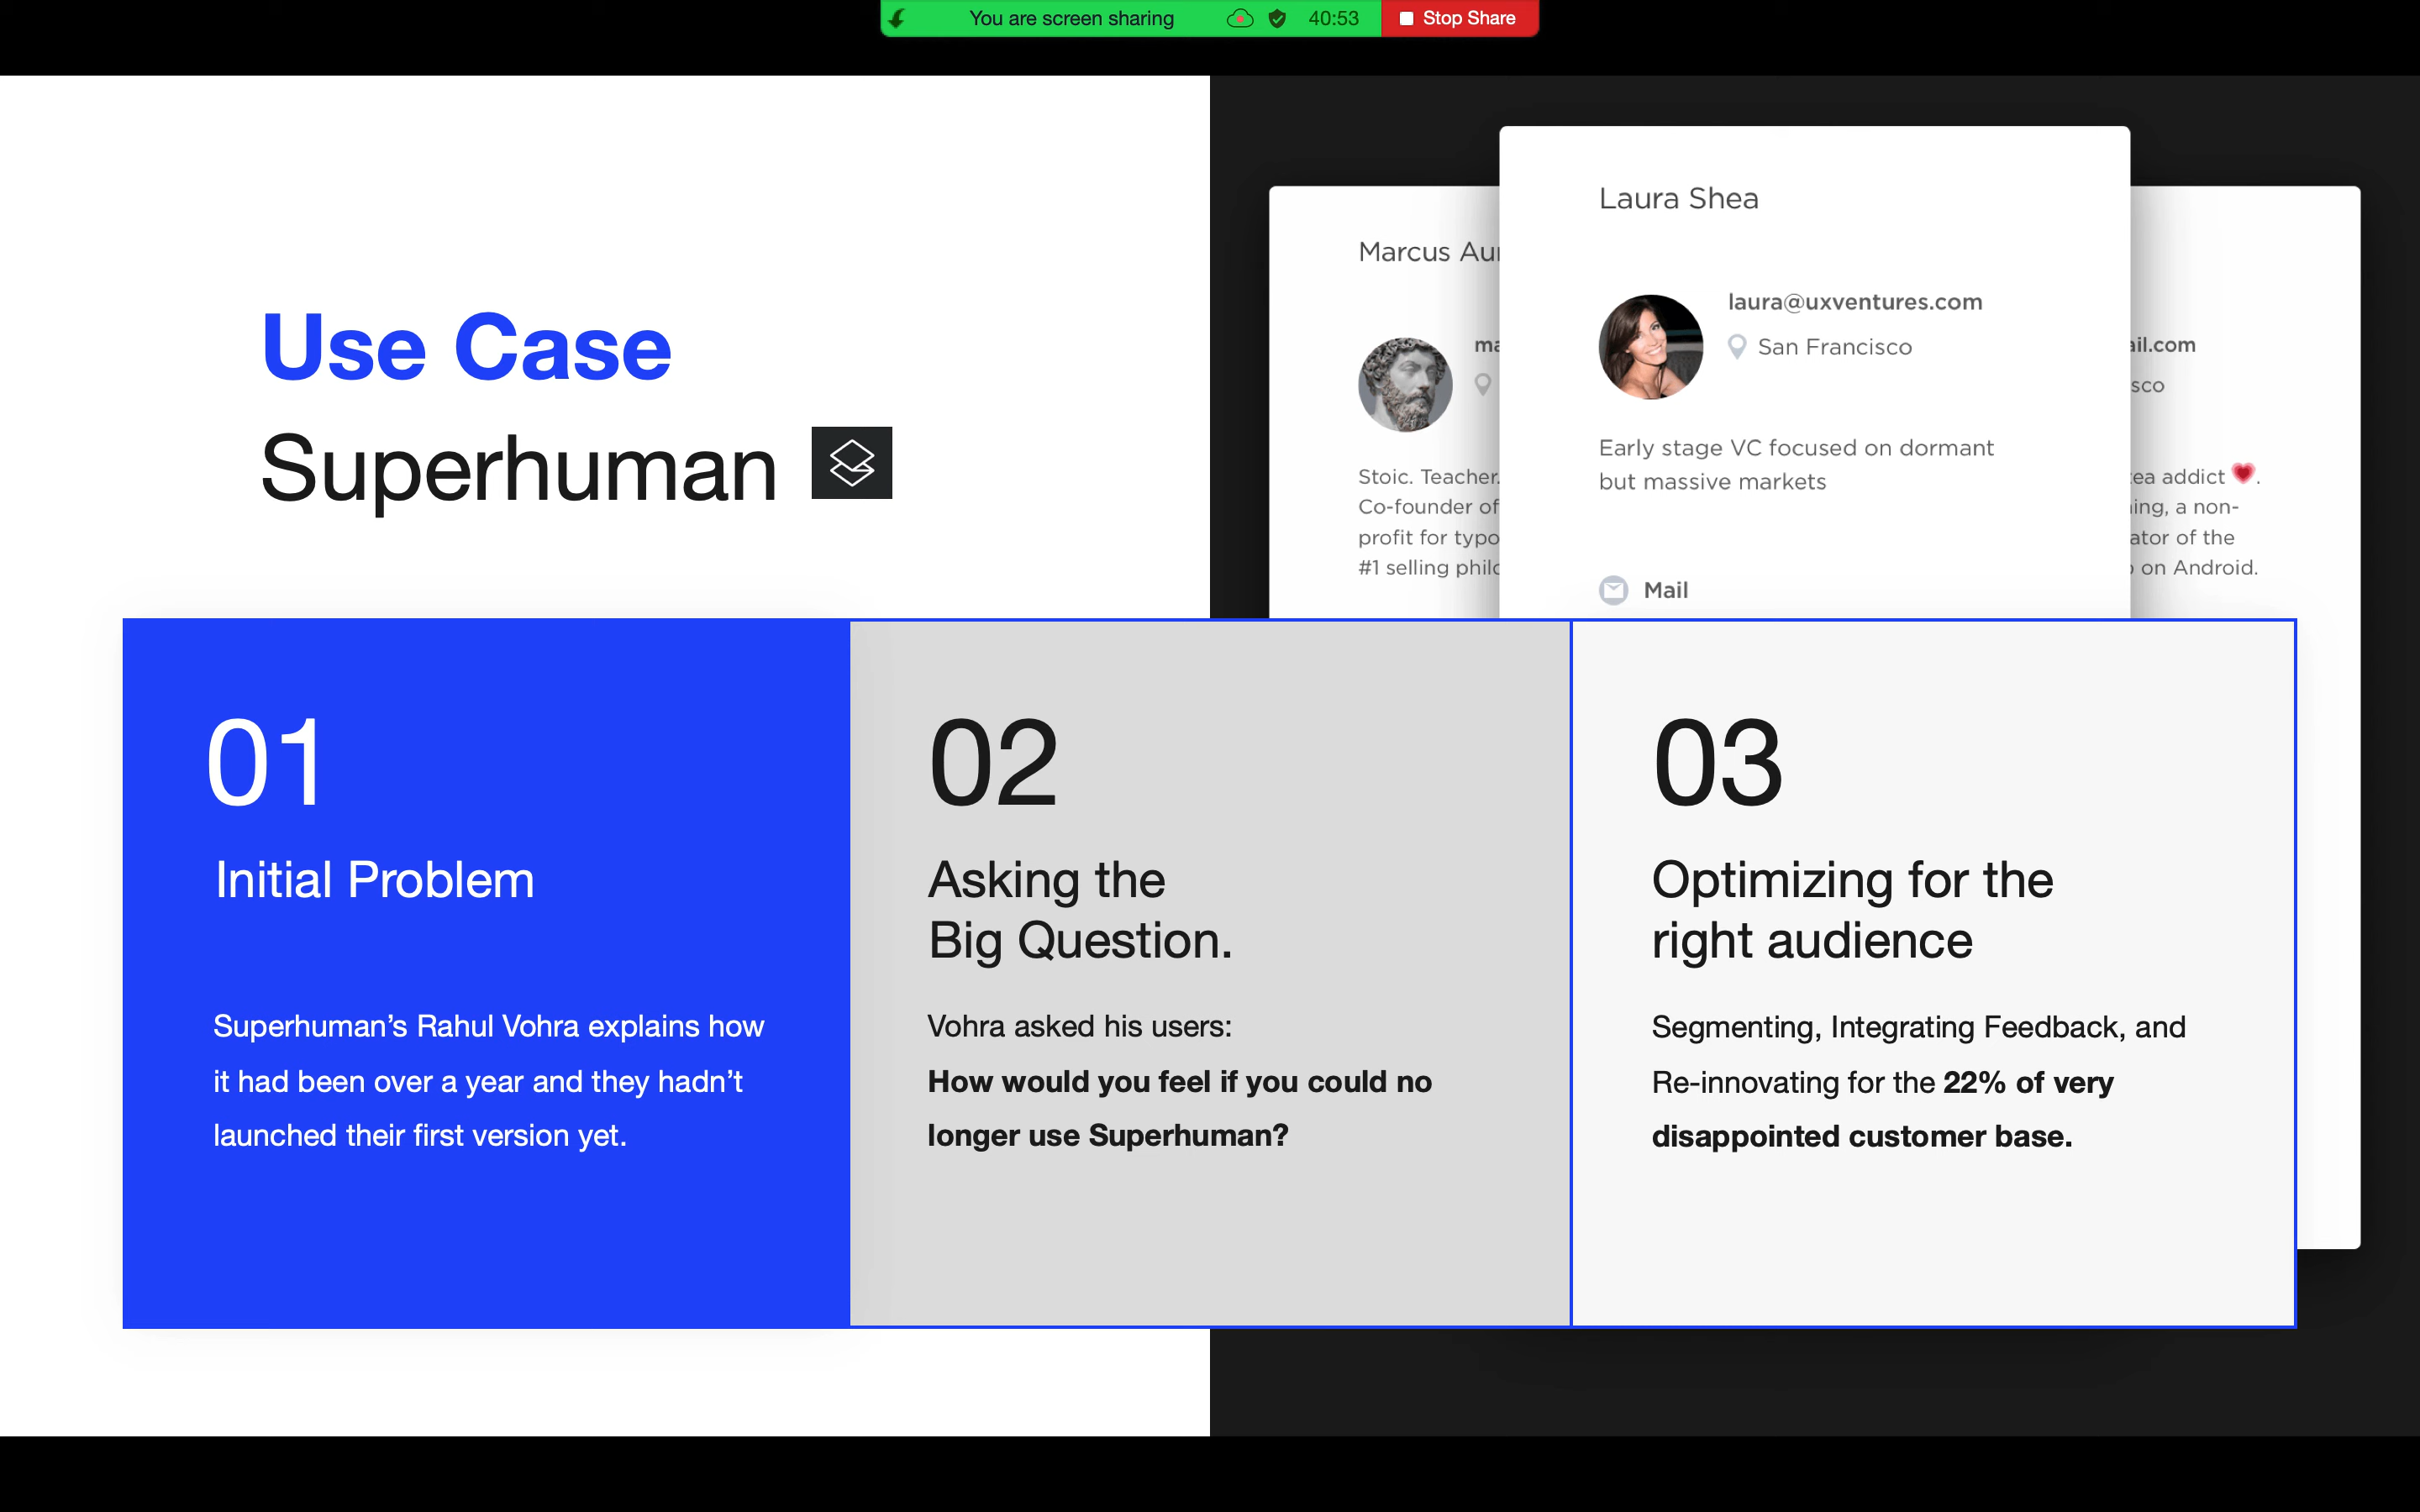 You are screen sharing 40:53 Stop Share
Use Case
Superhuman
Marcus
Stoic. Teacher.
Co-founder of
profit for
#1 selling
Laura Shea
laura@uxventures.com
San Francisco
Early stage VC focused on dormant
but massive markets
Mail
ail.com
sco
addict
ing, a non-
ator of the
on Android.
01
Initial Problem
Superhuman’s Rahul Vohra explains how
it had been over a year and they hadn’t
launched their first version yet.
02
Asking the
Big Question.
Vohra asked his users:
How would you feel if you could no
longer use Superhuman?
03
Optimizing for the
right audience
Segmenting, Integrating Feedback, and
Re-innovating for the 22% of very
disappointed customer base.